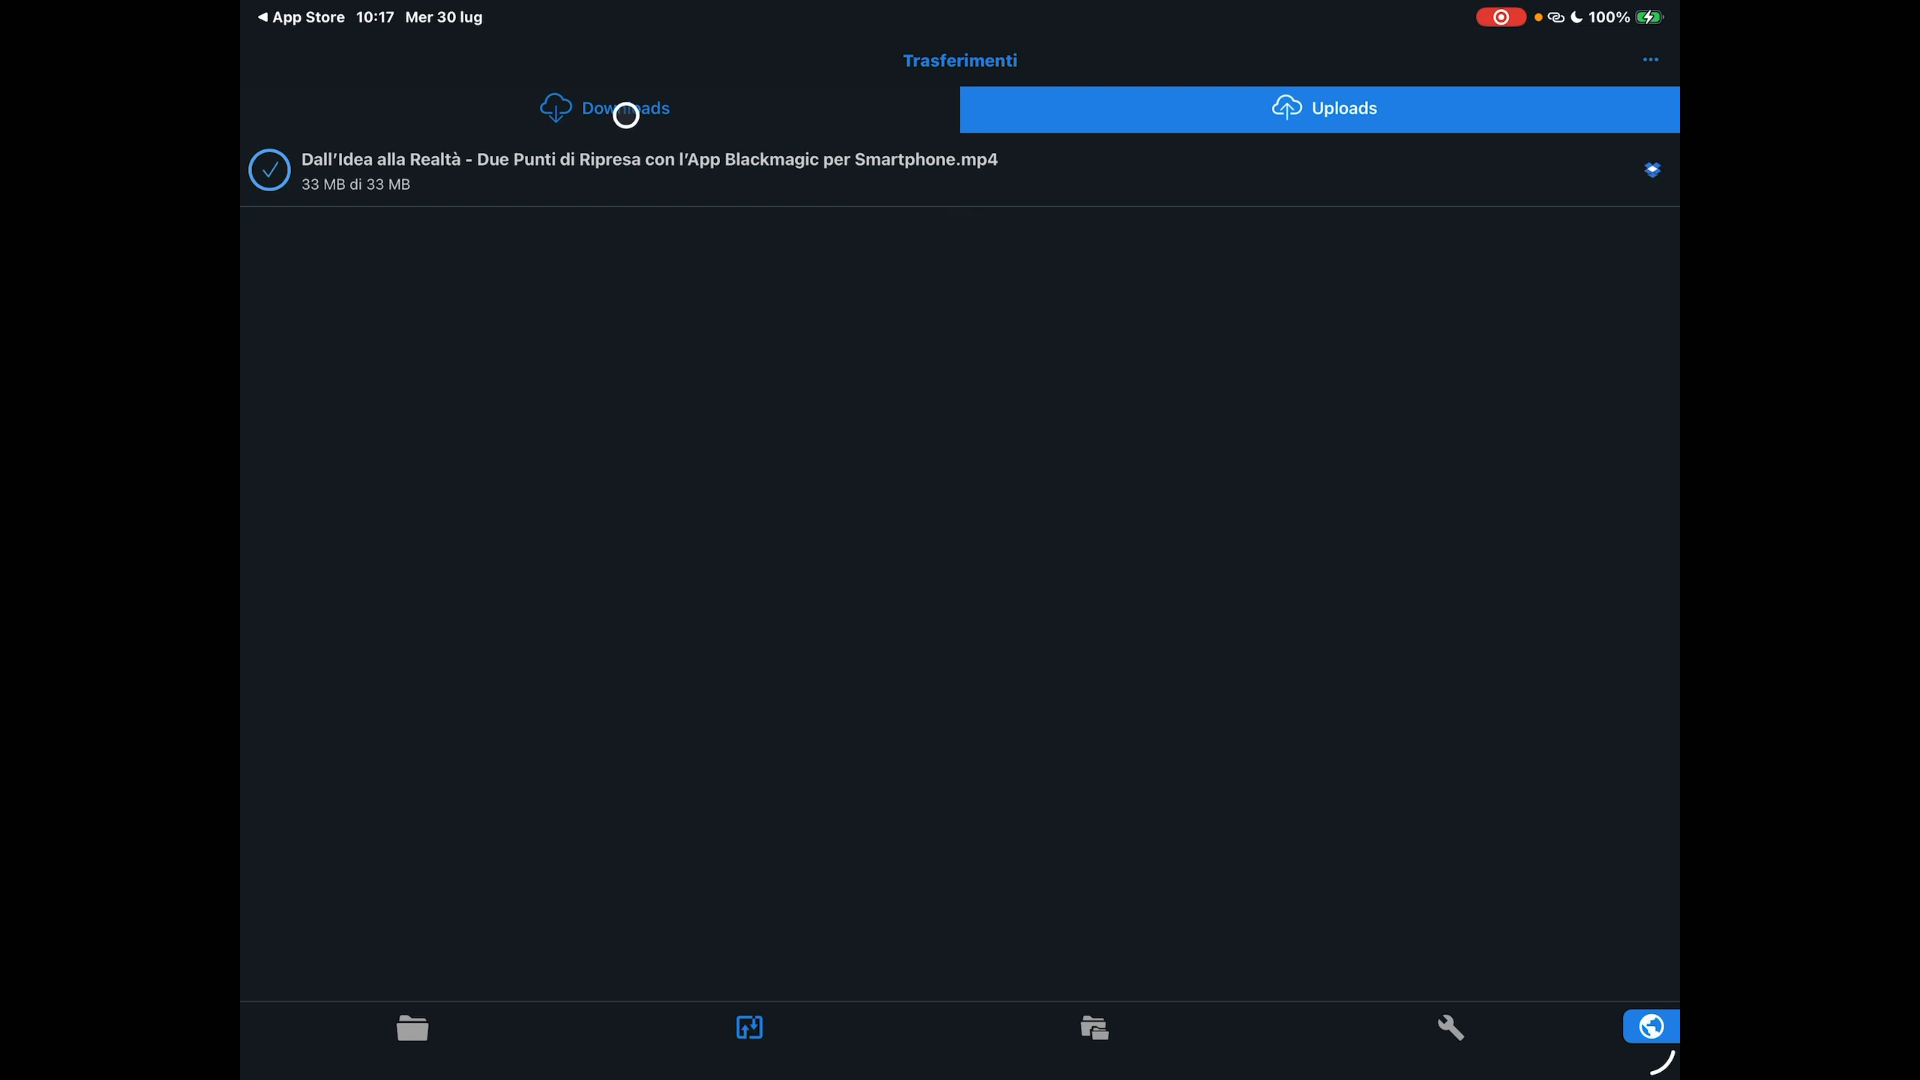 ◀ App Store 10:17 Mer 30 lug 100%
Trasferimenti
Downloads Uploads
Dall'Idea alla Realtà - Due Punti di Ripresa con l'App Blackmagic per Smartphone.mp4
33 MB di 33 MB